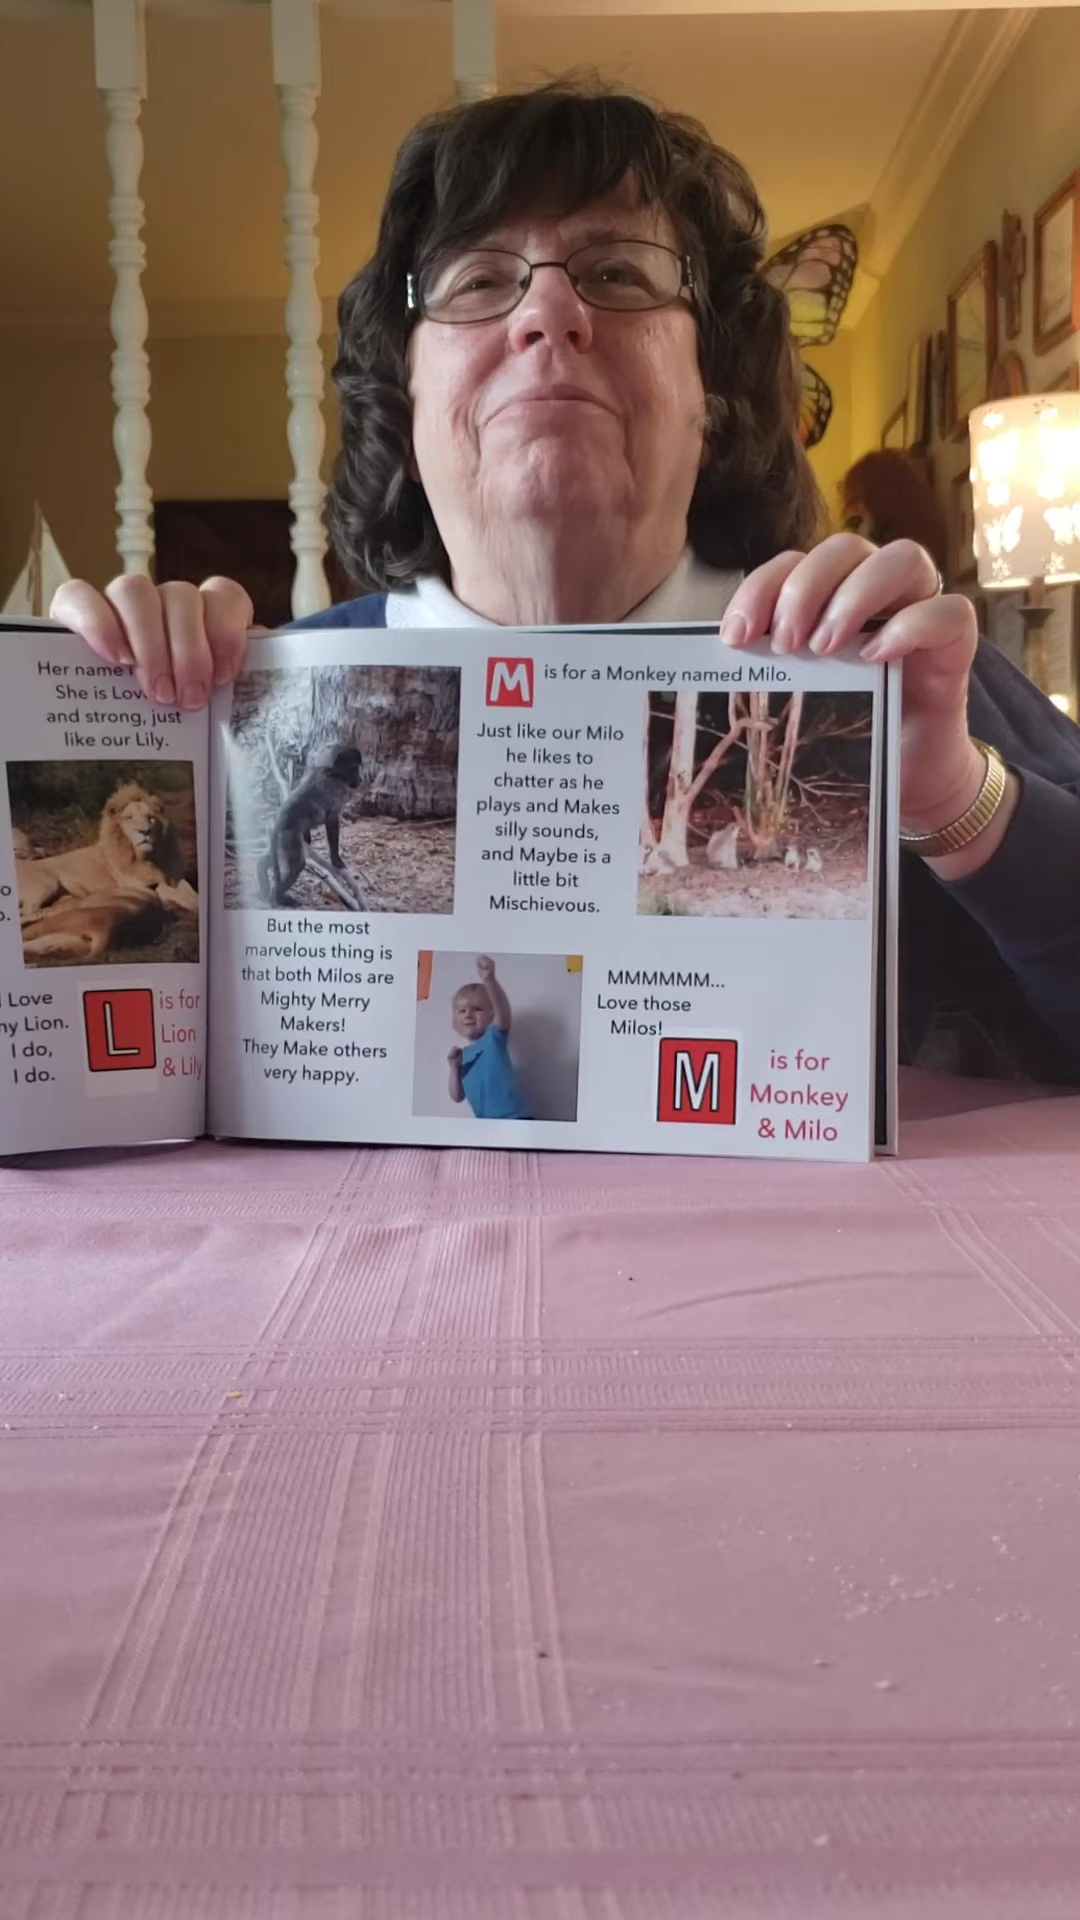 Her name
She is Lov
and strong, just
like our Lily.
o
Love
ny Lion.
I do,
I do.
L is for
Lion
& Lily
M is for a Monkey named Milo.
Just like our Milo
he likes to
chatter as he
plays and Makes
silly sounds,
and Maybe is a
little bit
Mischievous.
But the most
marvelous thing is
that both Milos are
Mighty Merry
Makers!
They Make others
very happy.
MMMMMM...
Love those
Milos!
M is for
Monkey
& Milo